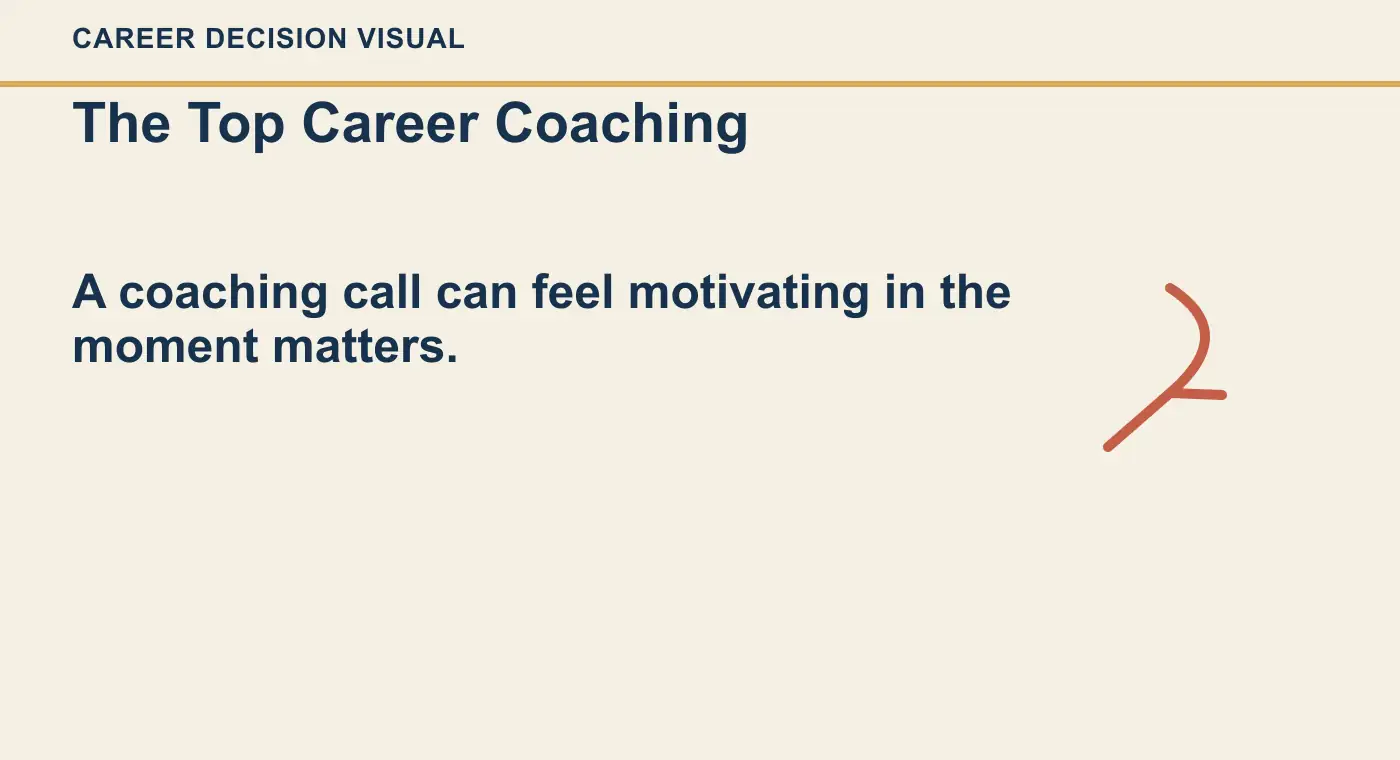 CAREER DECISION VISUAL
The Top Career Coaching
A coaching call can feel motivating in the
moment matters.